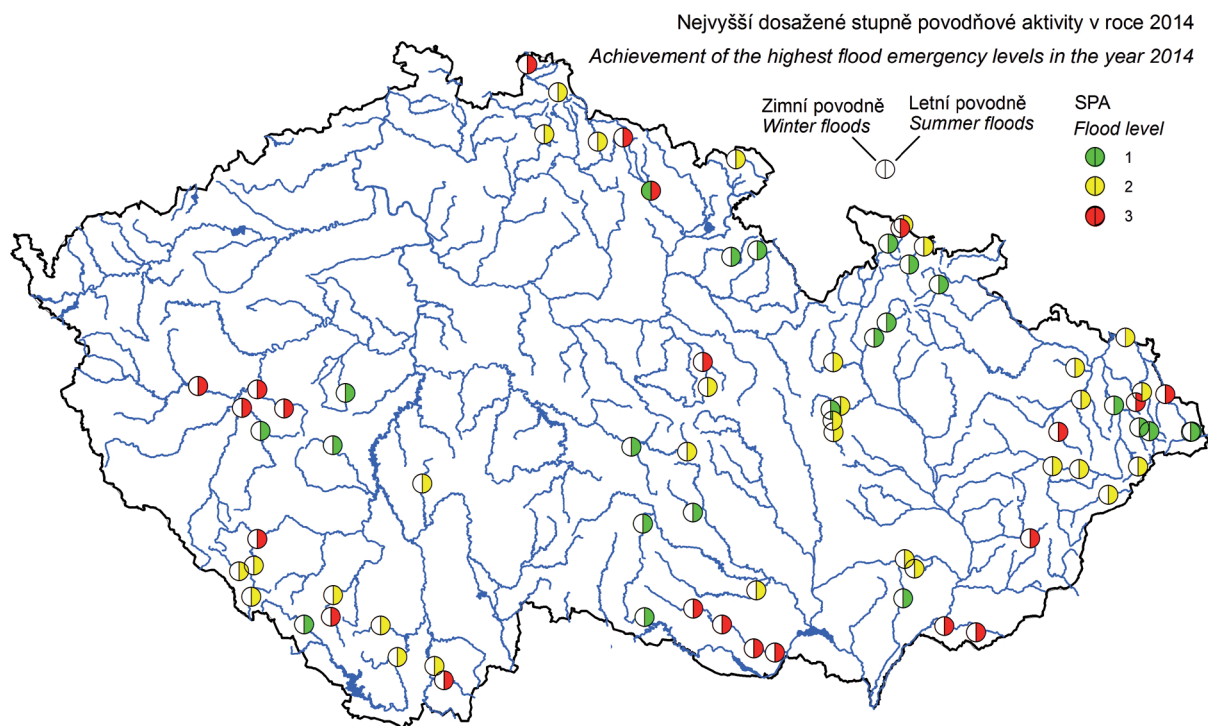 Nejvyšší dosažené stupně povodňové aktivity v roce 2014
Achievement of the highest flood emergency levels in the year 2014
Zimní povodně
Winter floods
Letní povodně
Summer floods
SPA
Flood level
1
2
3